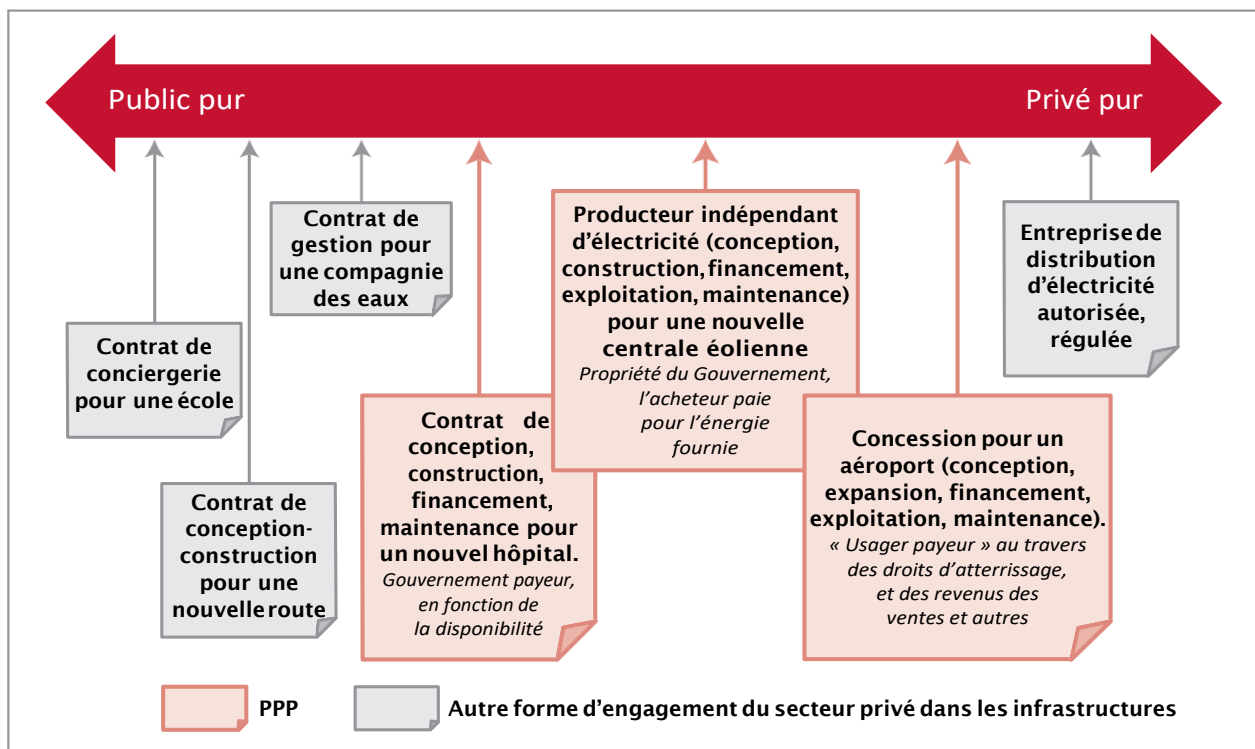 Public pur
Privé pur
Contrat de
conciergerie
pour une école
Contrat de
conception-
construction
pour une
nouvelle route
Contrat de
gestion pour
une compagnie
des eaux
Contrat de
conception,
construction,
financement,
maintenance pour
un nouvel hôpital.
Gouvernement payeur,
en fonction de
la disponibilité
Producteur indépendant
d’électricité (conception,
construction, financement,
exploitation, maintenance)
pour une nouvelle
centrale éolienne
Propriété du Gouvernement,
l’acheteur paie
pour l’énergie
fournie
Concession pour un
aéroport (conception,
expansion, financement,
exploitation, maintenance).
« Usager payeur » au travers
des droits d’atterrissage,
et des revenus des
ventes et autres
Entreprise de
distribution
d’électricité
autorisée,
régulée
PPP
Autre forme d’engagement du secteur privé dans les infrastructures